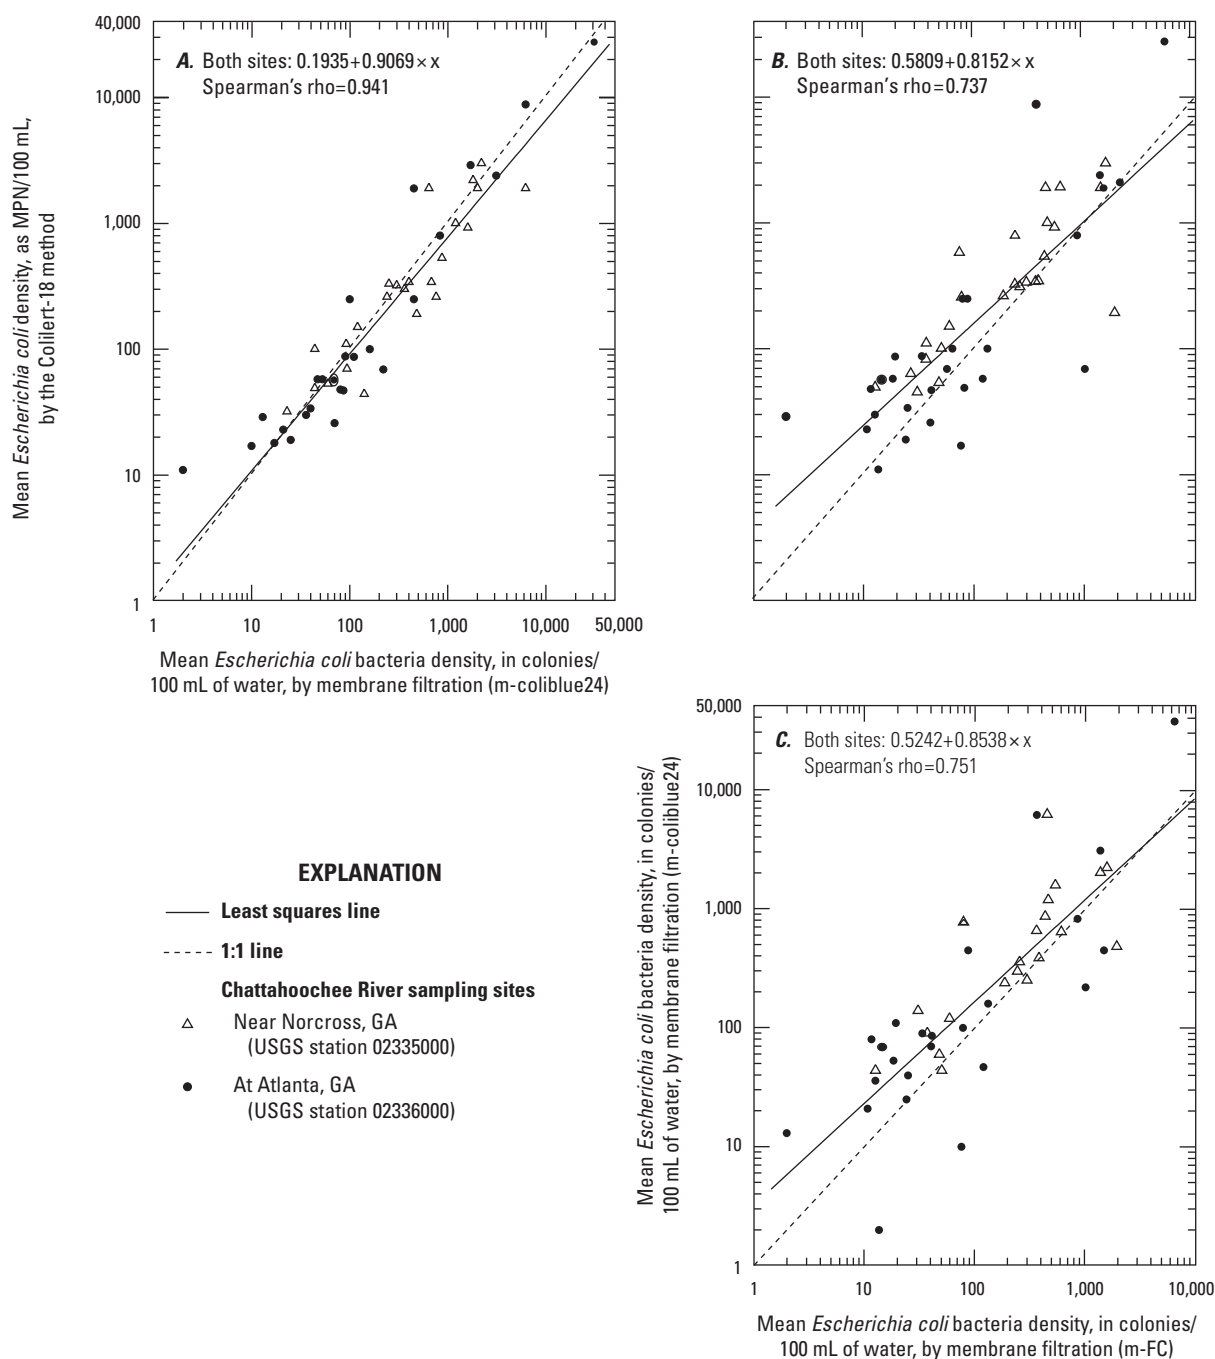 40,000
10,000
1,000
100
10
1
Mean Escherichia coli density, as MPN/100 mL,
by the Colilert-18 method
A. Both sites: 0.1935+0.9069×x
Spearman's rho=0.941
1
10
100
1,000
10,000
50,000
Mean Escherichia coli bacteria density, in colonies/
100 mL of water, by membrane filtration (m-coliblue24)
B. Both sites: 0.5809+0.8152×x
Spearman's rho=0.737
50,000
10,000
1,000
100
10
1
Mean Escherichia coli bacteria density, in colonies/
100 mL of water, by membrane filtration (m-coliblue24)
C. Both sites: 0.5242+0.8538×x
Spearman's rho=0.751
1
10
100
1,000
10,000
Mean Escherichia coli bacteria density, in colonies/
100 mL of water, by membrane filtration (m-FC)
EXPLANATION
Least squares line
1:1 line
Chattahoochee River sampling sites
Near Norcross, GA
(USGS station 02335000)
At Atlanta, GA
(USGS station 02336000)